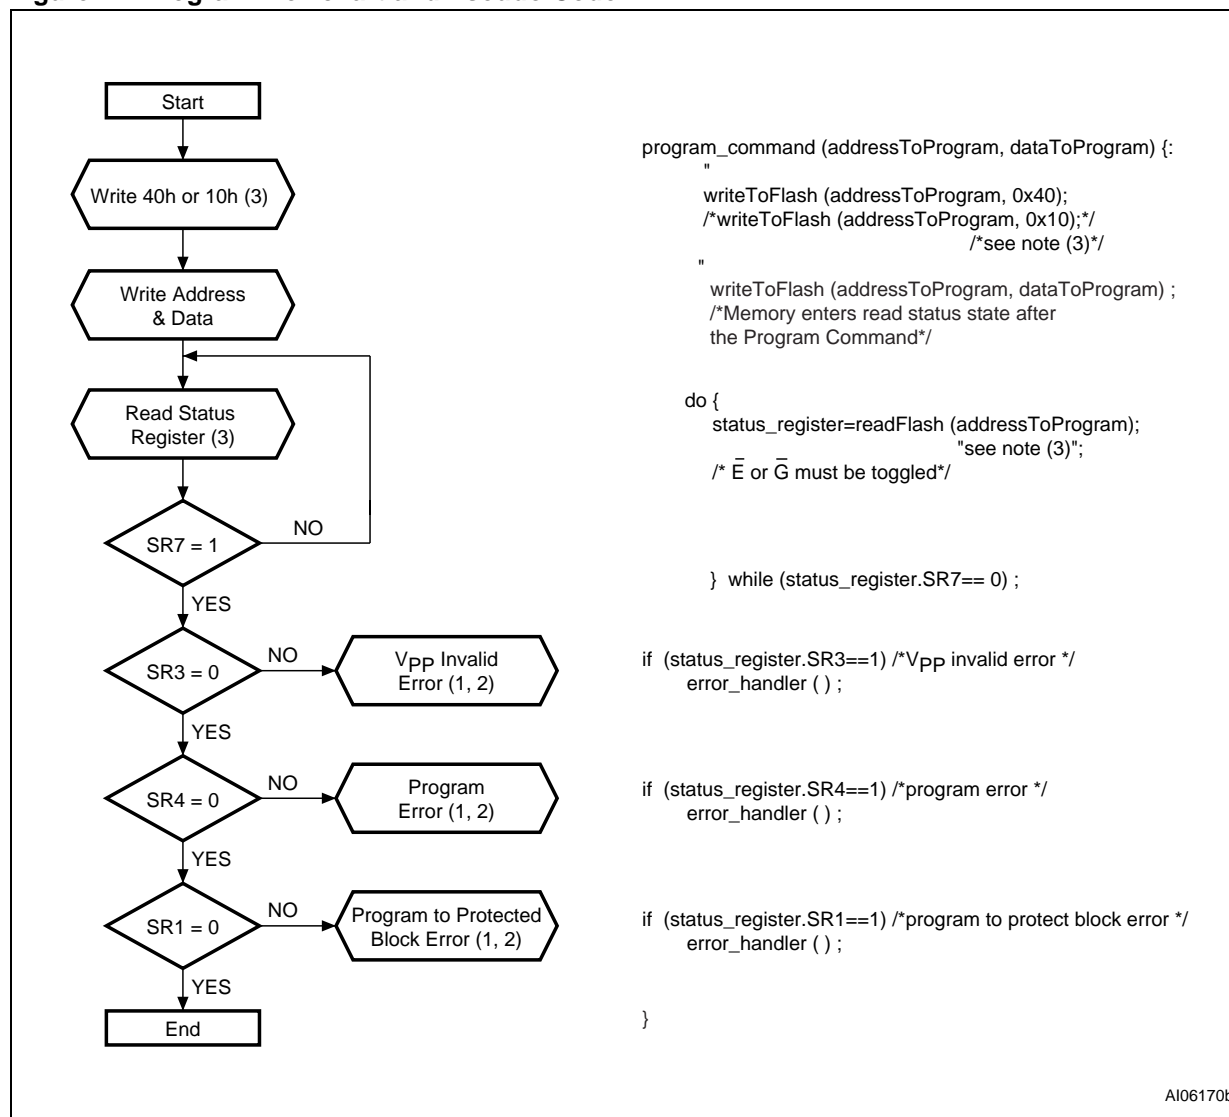 Start
Write 40h or 10h (3)
Write Address
& Data
Read Status
Register (3)
SR7 = 1
NO
YES
SR3 = 0
NO
VPP Invalid
Error (1, 2)
YES
SR4 = 0
NO
Program
Error (1, 2)
YES
SR1 = 0
NO
Program to Protected
Block Error (1, 2)
YES
End
program_command (addressToProgram, dataToProgram) {:
"
writeToFlash (addressToProgram, 0x40);
/*writeToFlash (addressToProgram, 0x10);*/
/*see note (3)*/
"
writeToFlash (addressToProgram, dataToProgram) ;
/*Memory enters read status state after
the Program Command*/
do {
status_register=readFlash (addressToProgram);
"see note (3)";
/* E̅ or G̅ must be toggled*/
} while (status_register.SR7== 0) ;
if (status_register.SR3==1) /*VPP invalid error */
error_handler ( ) ;
if (status_register.SR4==1) /*program error */
error_handler ( ) ;
if (status_register.SR1==1) /*program to protect block error */
error_handler ( ) ;
}
AI06170b